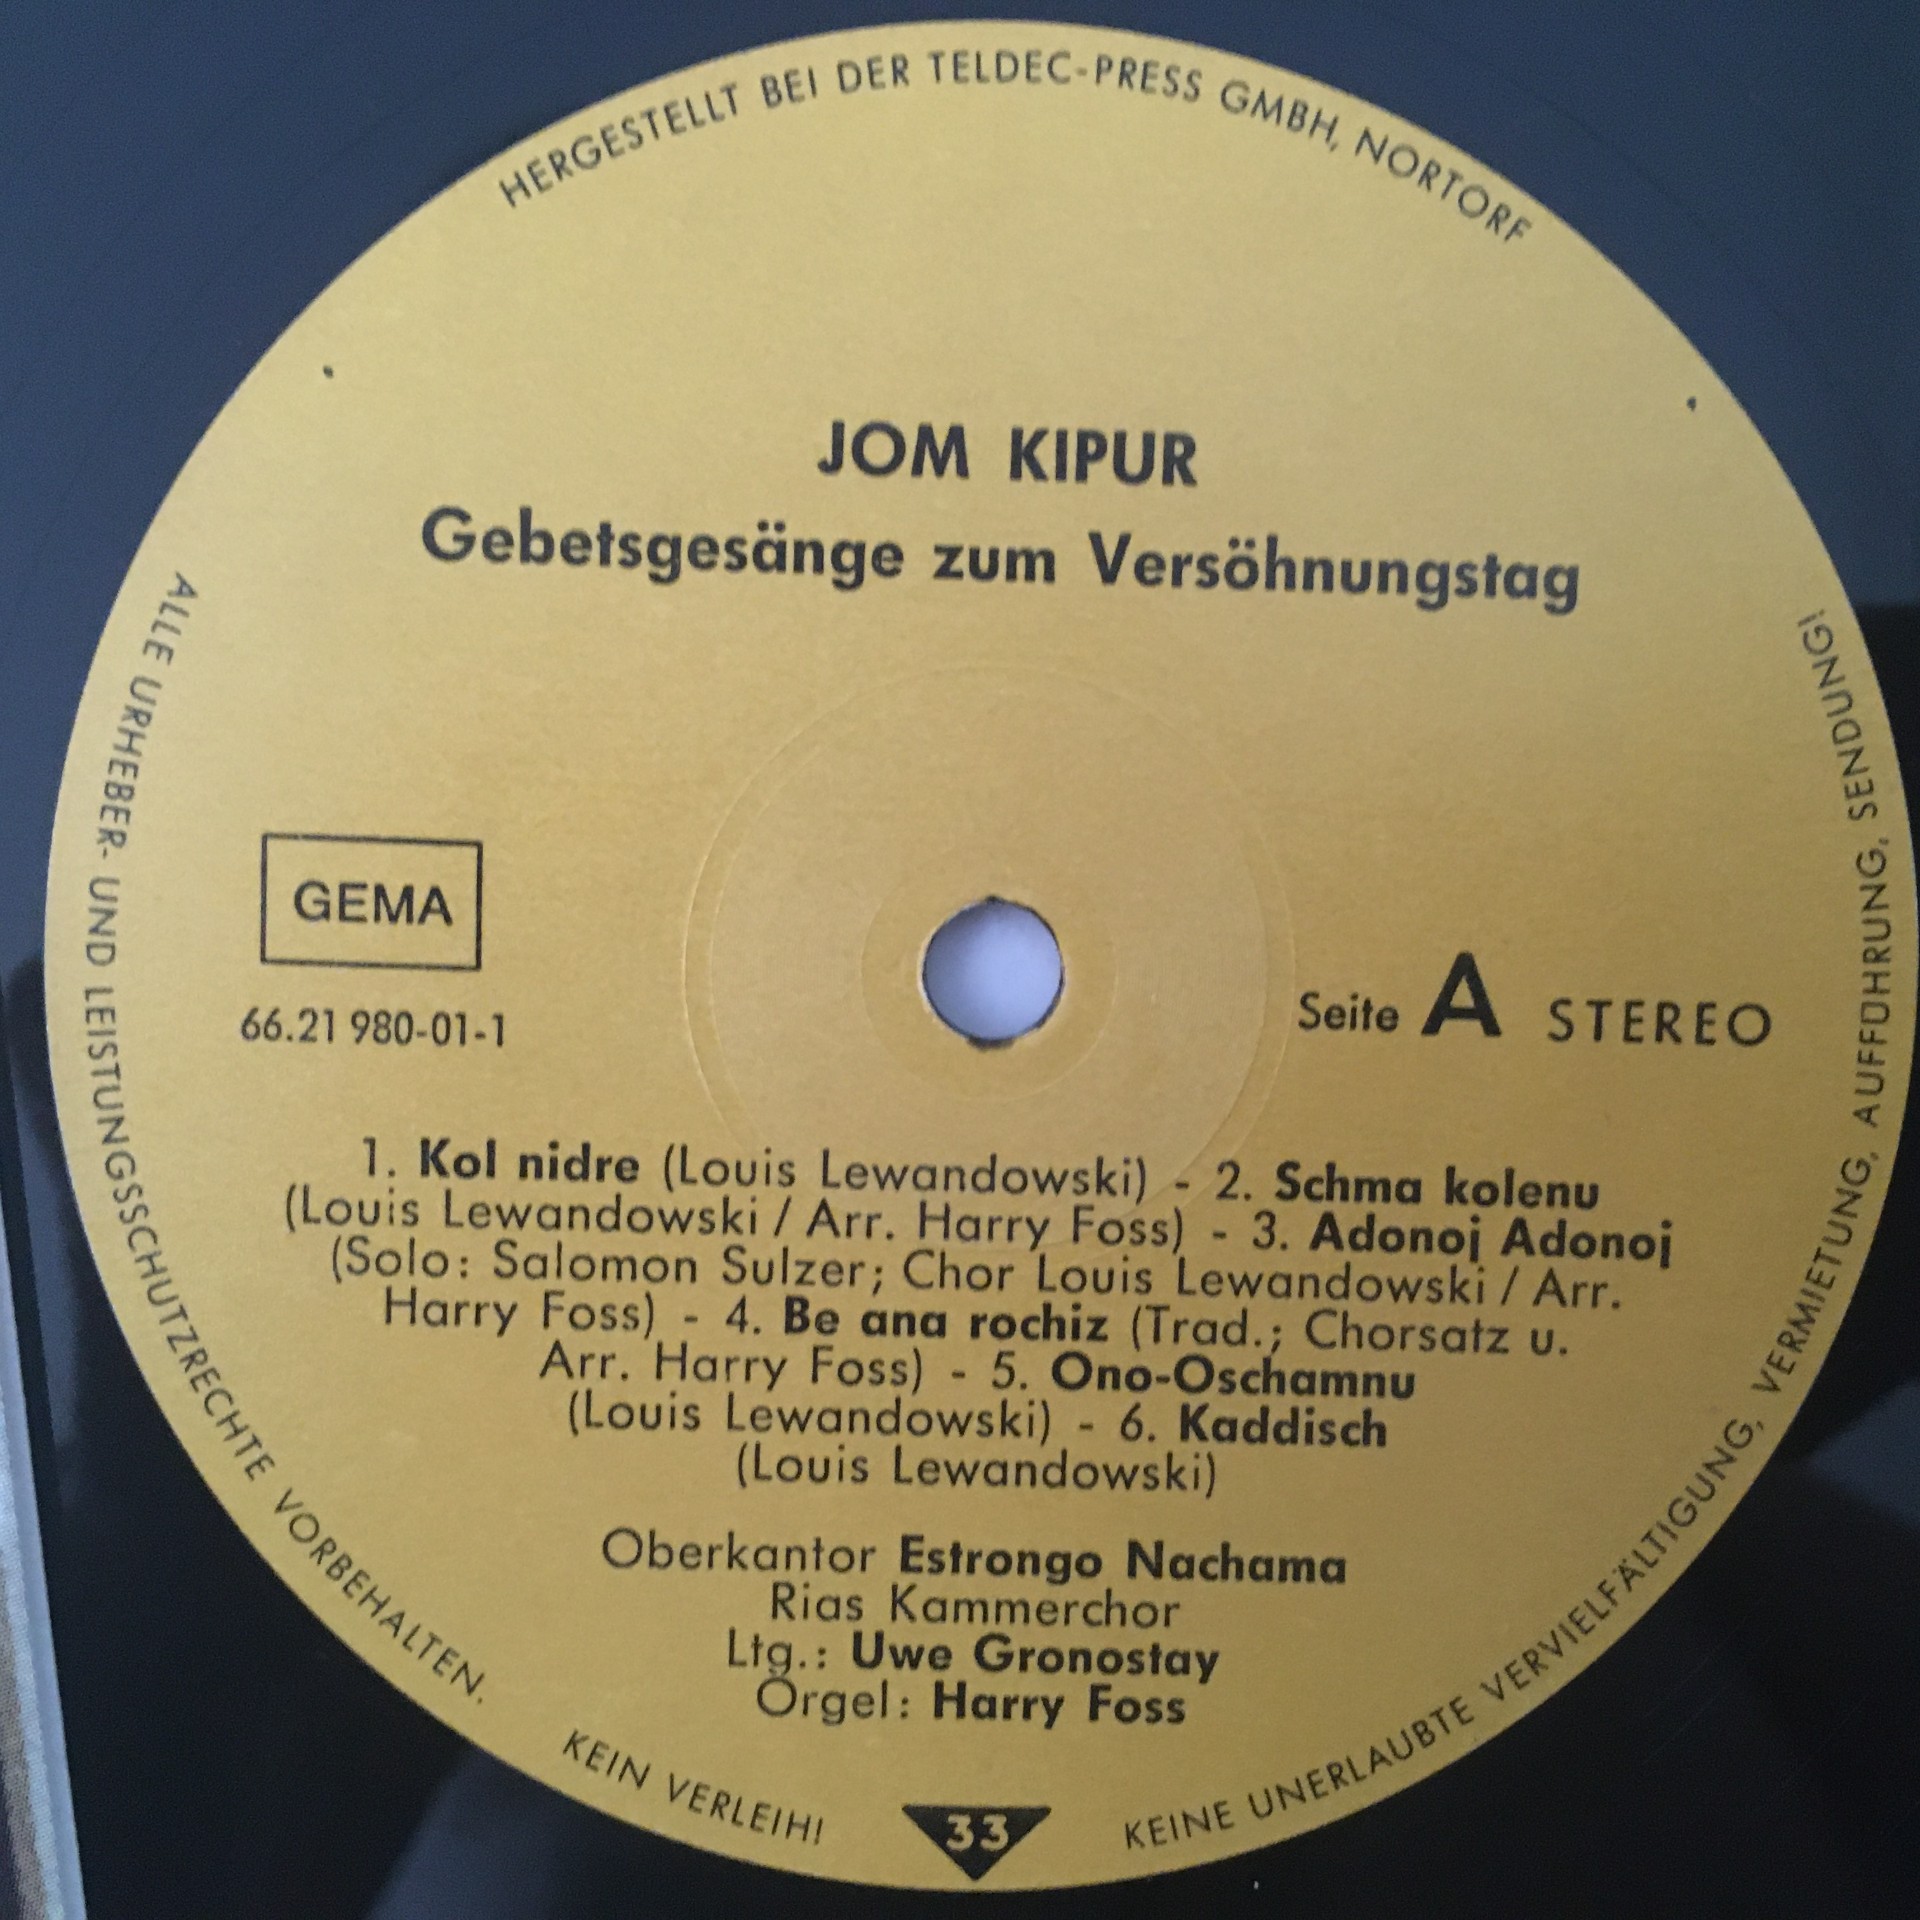 HERGESTELLT BEI DER TELDEC-PRESS GMBH, NORTORF
JOM KIPUR
Gebetsgesänge zum Versöhnungstag
GEMA
66.21 980-01-1
Seite A STEREO
1. Kol nidre (Louis Lewandowski) - 2. Schma kolenu
(Louis Lewandowski / Arr. Harry Foss) - 3. Adonoj Adonoj
(Solo: Salomon Sulzer; Chor Louis Lewandowski / Arr.
Harry Foss) - 4. Be ana rochiz (Trad.; Chorsatz u.
Arr. Harry Foss) - 5. Ono-Oschamnu
(Louis Lewandowski) - 6. Kaddisch
(Louis Lewandowski)
Oberkantor Estrongo Nachama
Rias Kammerchor
Ltg.: Uwe Gronostay
Orgel: Harry Foss
ALLE URHEBER- UND LEISTUNGSSCHUTZRECHTE VORBEHALTEN.
KEIN VERLEIH!
33
KEINE UNERLAUBTE VERVIELFÄLTIGUNG, VERMIETUNG, AUFFÜHRUNG, SENDUNG!